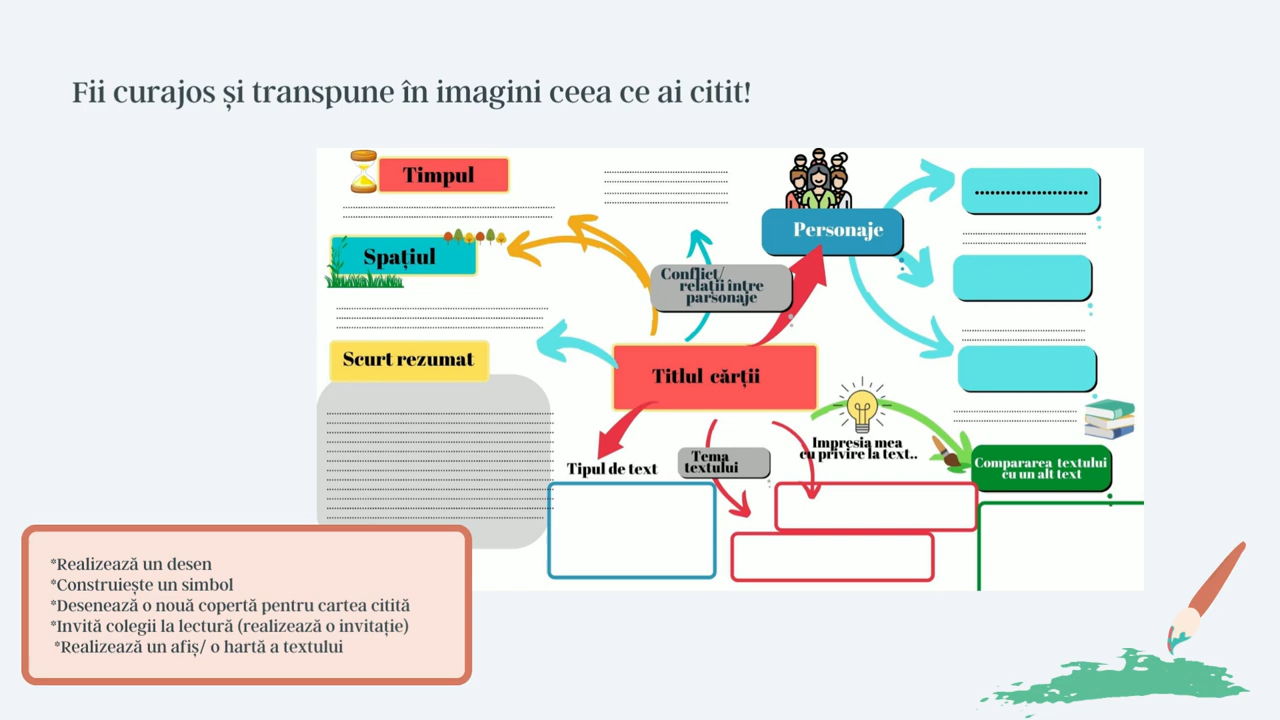 Fii curajos și transpune în imagini ceea ce ai citit!
Timpul
Spațiul
Scurt rezumat
Conflict/
relații intre
parsonaje
Personaje
Titlul cărții
Tipul de text
Tema
textului
Impresia mea
cu privire la text..
Compararea textului
cu un alt text
*Realizează un desen
*Construiește un simbol
*Desenează o nouă copertă pentru cartea citită
*Invită colegii la lectură (realizează o invitație)
*Realizează un afiș/ o hartă a textului